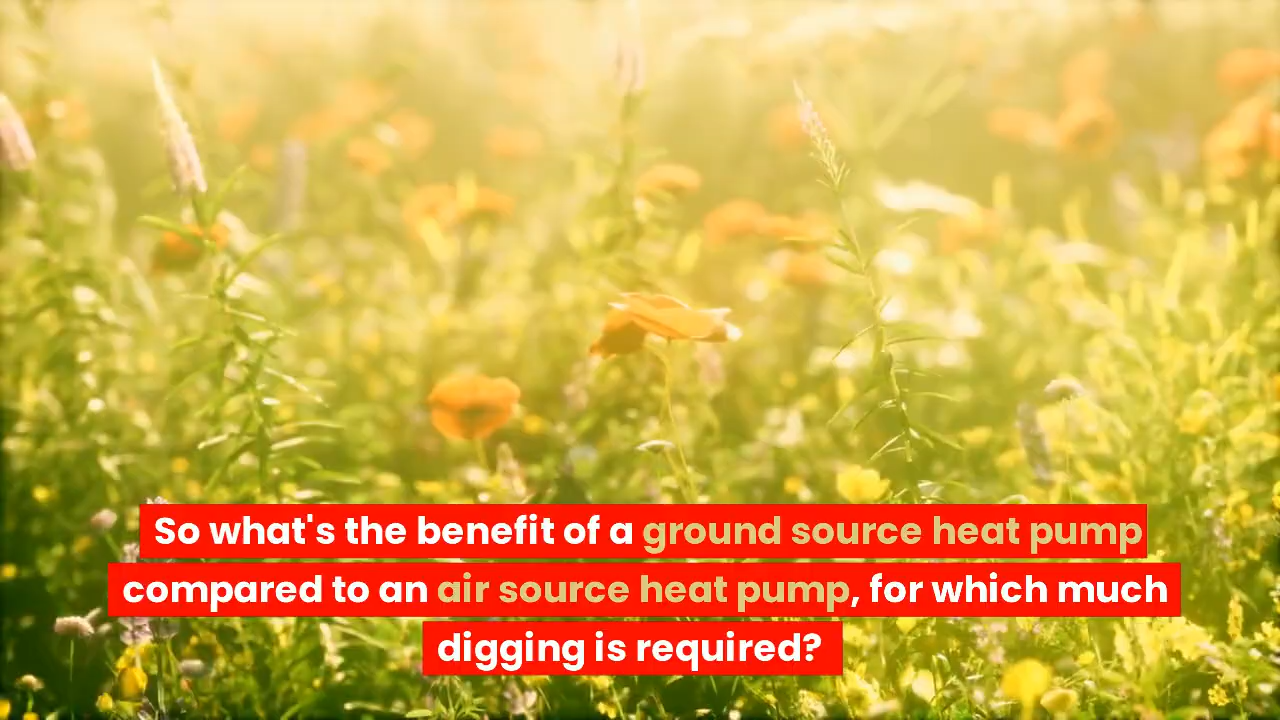 So what's the benefit of a ground source heat pump
compared to an air source heat pump, for which much
digging is required?